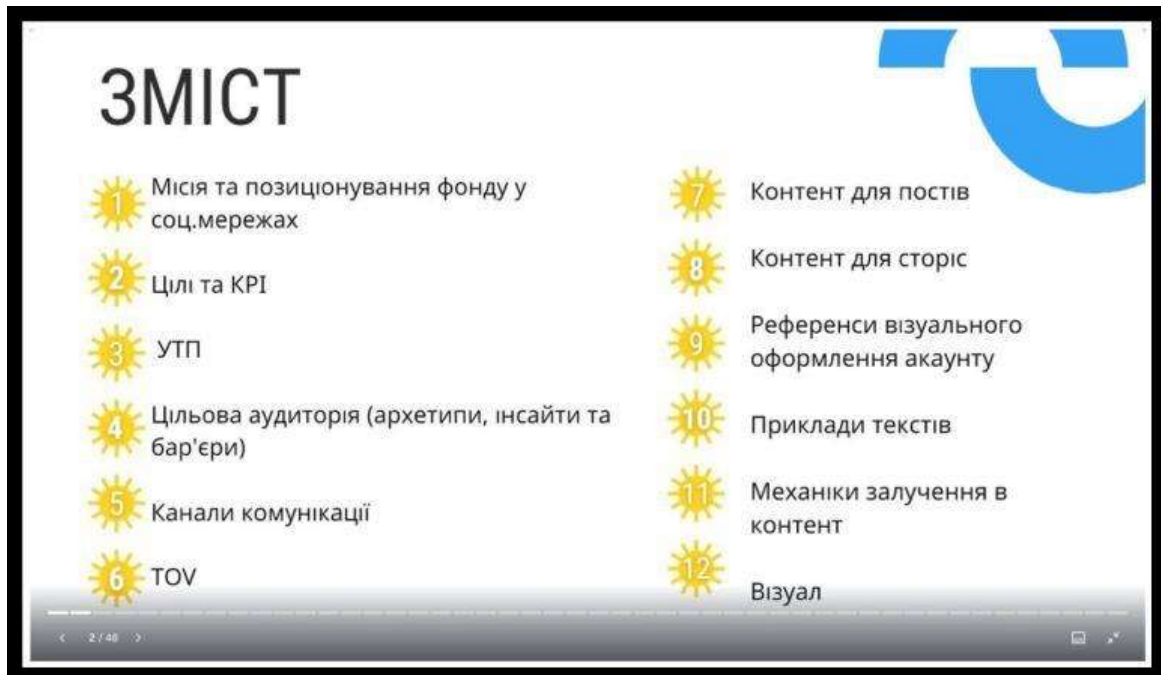 ЗМІСТ
1
Місія та позиціонування фонду у
соц.мережах
2
Цілі та KPI
3
УТП
4
Цільова аудиторія (архетипи, інсайти та
бар'єри)
5
Канали комунікації
6
TOV
7
Контент для постів
8
Контент для сторіс
9
Референси візуального
оформлення акаунту
10
Приклади текстів
11
Механіки залучення в
контент
12
Візуал
2 / 46